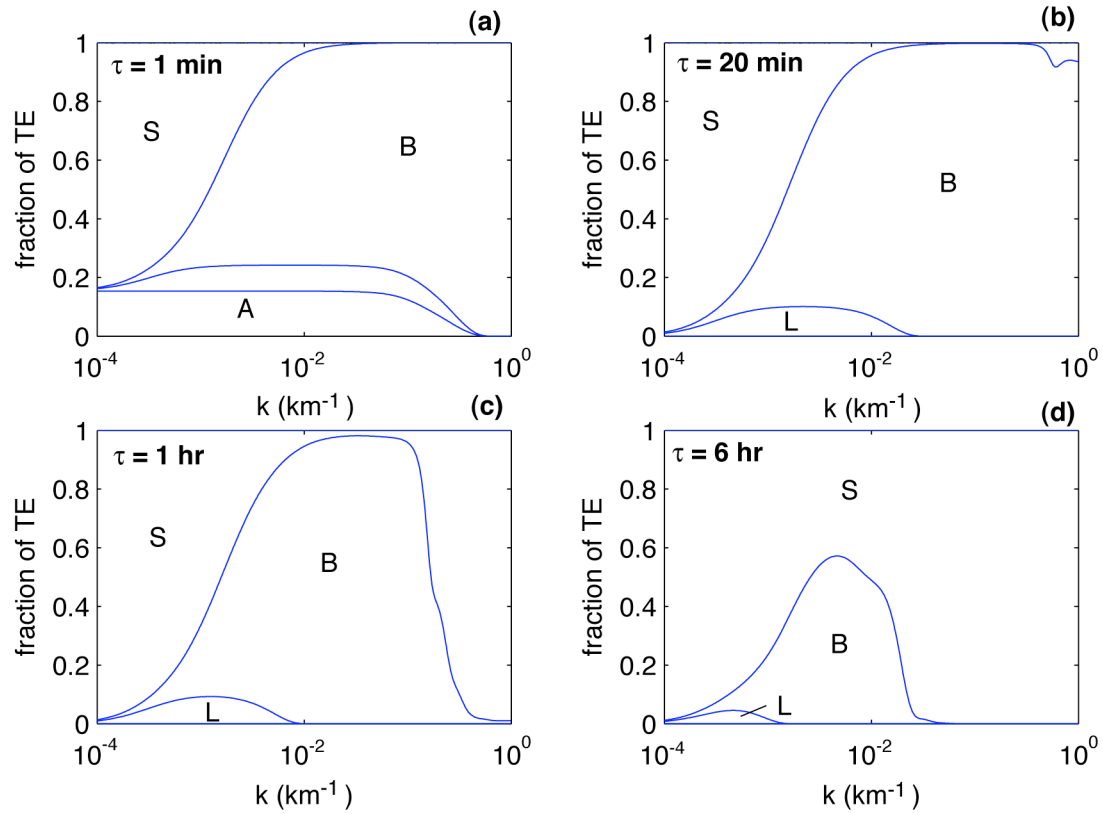 (a)
τ = 1 min
fraction of TE
1
0.8
0.6
0.4
0.2
0
S
B
A
10^-4
10^-2
10^0
k (km^-1 )
(b)
τ = 20 min
fraction of TE
1
0.8
0.6
0.4
0.2
0
S
B
L
10^-4
10^-2
10^0
k (km^-1 )
(c)
τ = 1 hr
fraction of TE
1
0.8
0.6
0.4
0.2
0
S
B
L
10^-4
10^-2
10^0
k (km^-1 )
(d)
τ = 6 hr
fraction of TE
1
0.8
0.6
0.4
0.2
0
S
B
L
10^-4
10^-2
10^0
k (km^-1 )